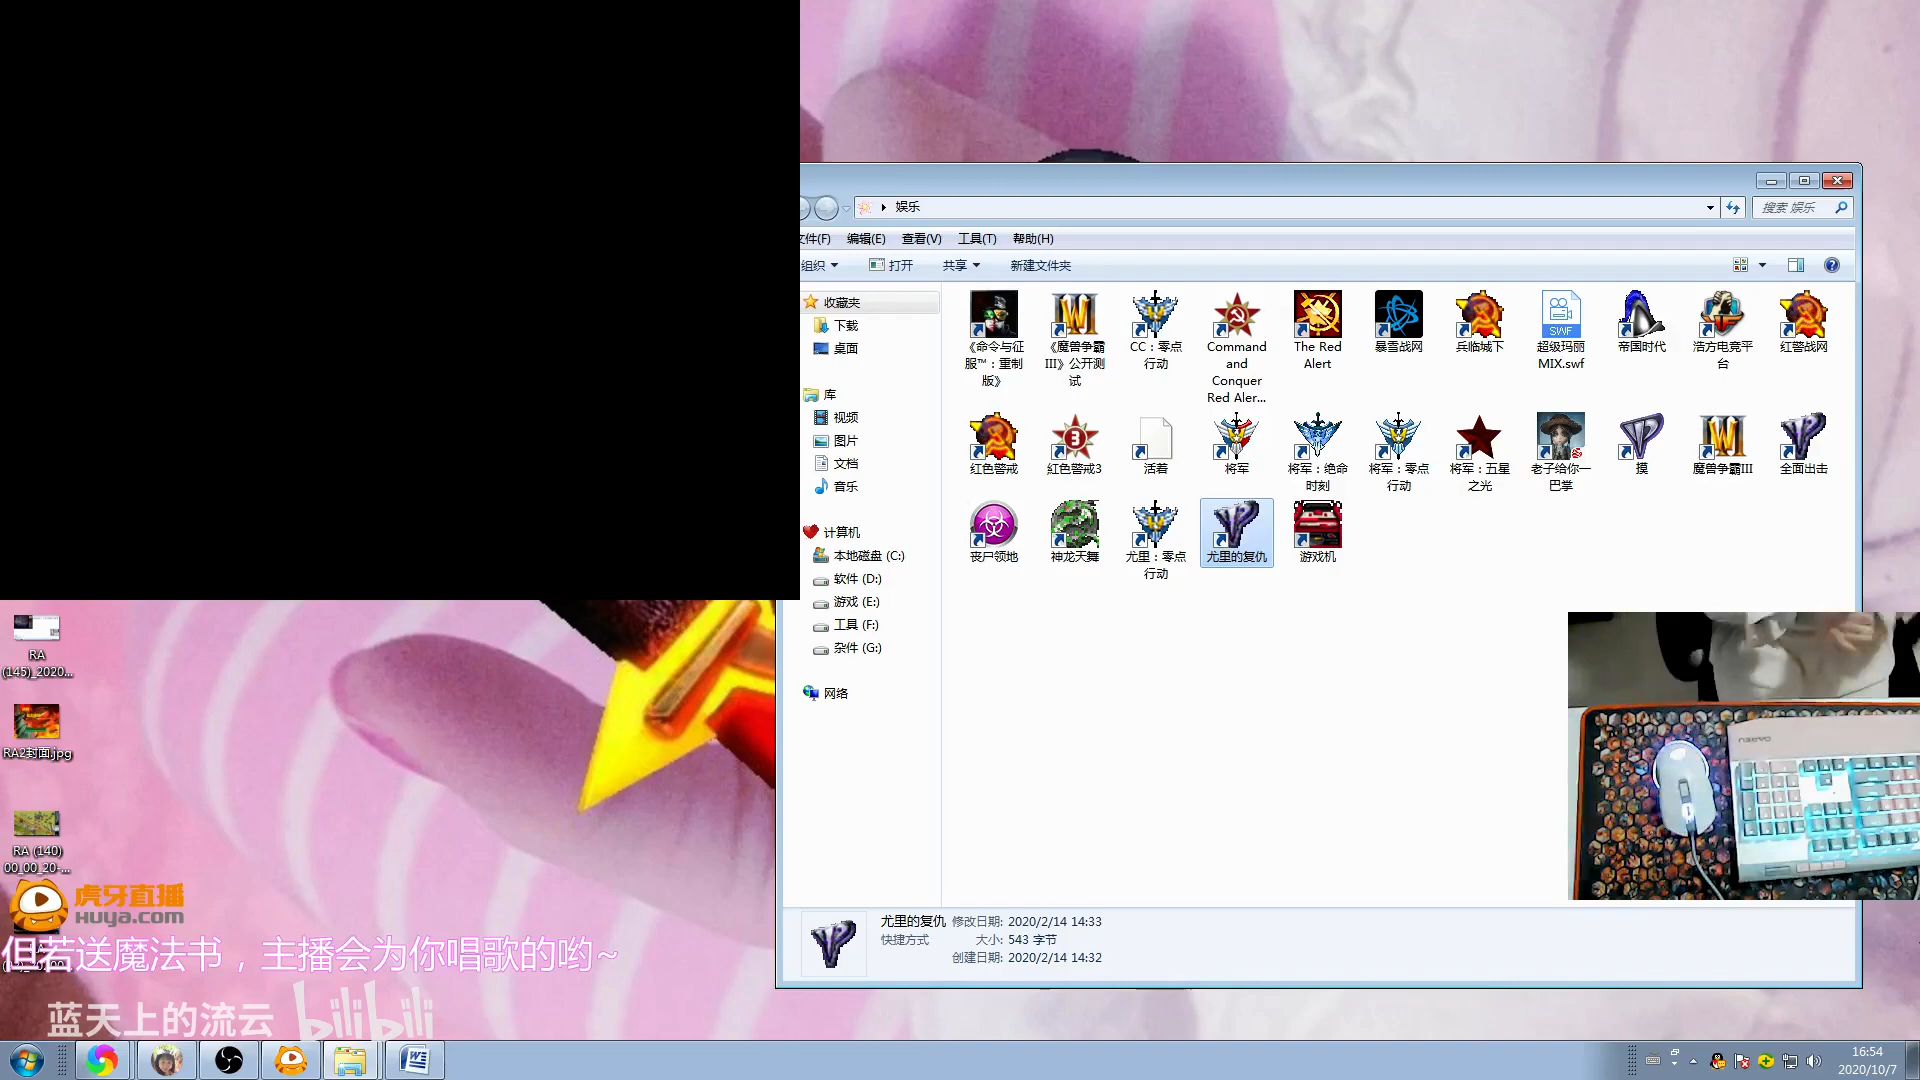 娱乐
搜索 娱乐
文件(F) 编辑(E) 查看(V) 工具(T) 帮助(H)
组织 打开 共享 新建文件夹
收藏夹
下载
桌面
库
视频
图片
文档
音乐
计算机
本地磁盘 (C:)
软件 (D:)
游戏 (E:)
工具 (F:)
杂件 (G:)
网络
《命令与征服™：重制版》
《魔兽争霸III》公开测试
CC：零点行动
Command and Conquer Red Aler...
The Red Alert
暴雪战网
兵临城下
SWF
超级玛丽MIX.swf
帝国时代
浩方电竞平台
红警战网
红色警戒
红色警戒3
活着
将军
将军：绝命时刻
将军：零点行动
将军：五星之光
老子给你一巴掌
摸
魔兽争霸III
全面出击
丧尸领地
神龙天舞
尤里：零点行动
尤里的复仇
游戏机
尤里的复仇 修改日期: 2020/2/14 14:33
快捷方式 大小: 543 字节
创建日期: 2020/2/14 14:32
RA
(145)_2020...
RA2封面.jpg
RA (140)
00_00_20-...
虎牙直播
HUYA.com
但若送魔法书，主播会为你唱歌的哟~
蓝天上的流云 bilibili
16:54
2020/10/7